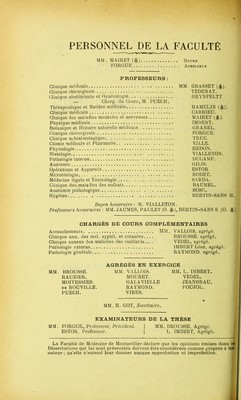 PERSONNEL DE LA FACULTÉ
MM. MAIRET (✠) DOYEN
FORGUE ASSESSEUR
PROFESSEURS:
Clinique médicale MM. GRASSET (✠).
Clinique chirurgicale TEDENAT.
Clinique obstétricale et Gynécologie GRYNFELTT
— Charg. du Cours, M. PUECH.
Thérapeutique et Matière médicale HAMELIN (✠).
Clinique médicale CARRIEU.
Clinique des maladies mentales et nerveuses MAIRET (✠).
Physique médicale IMBERT.
Botanique et Histoire naturelle médicales GRANEL.
Clinique chirurgicale FORGUE.
Clinique ophtalmologique TRUC.
Chimie médicale et Pharmacie VILLE.
Physiologie HEDON.
Histologie VIALLETON.
Pathologie interne DUCAMP.
Anatomie GILIS.
Opérations et Appareils ESTOR.
Microbiologie RODET.
Médecine légale et Toxicologie SARDA.
Clinique des maladies des enfants BAUMEL.
Anatomie pathologique BOSC.
Hygiène BERTIN-SANS H.
Doyen honoraire: M. VIALLETON.
Professeurs honoraires: MM. JAUMES, PAULET (O. ✠), BERTIN-SANS E (O. ✠)
CHARGÉS DE COURS COMPLÉMENTAIRES
Accouchements MM. VALLOIS, agrégé.
Clinique ann. des mal. syphil. et cutanées BROUSSE, agrégé.
Clinique annexe des maladies des vieillards VEDEL, agrégé.
Pathologie externe IMBERT Léon, agrégé.
Pathologie générale RAYMOND, agrégé.
AGRÉGÉS EN EXERCICE
MM. BROUSSE. MM. VALLOIS. MM. L. IMBERT.
RAUZIER. MOURET. VEDEL.
MOITESSIER. GALAVIELLE JEANBRAU.
DE ROUVILLE. RAYMOND. POUJOL.
PUECH. VIRES.
MM. H. GOT, Secrétaire.
EXAMINATEURS DE LA THÈSE
MM. FORGUE, Professeur, Président. MM. BROUSSE, Agrégé.
ESTOR, Professeur. L. IMBERT, Agrégé.
La Faculté de Médecine de Montpellier déclare que les opinions émises dans les
Dissertations qui lui sont présentées doivent être considérées comme propres à leur
auteur; qu'elle n'entend leur donner aucune approbation ni improbation.